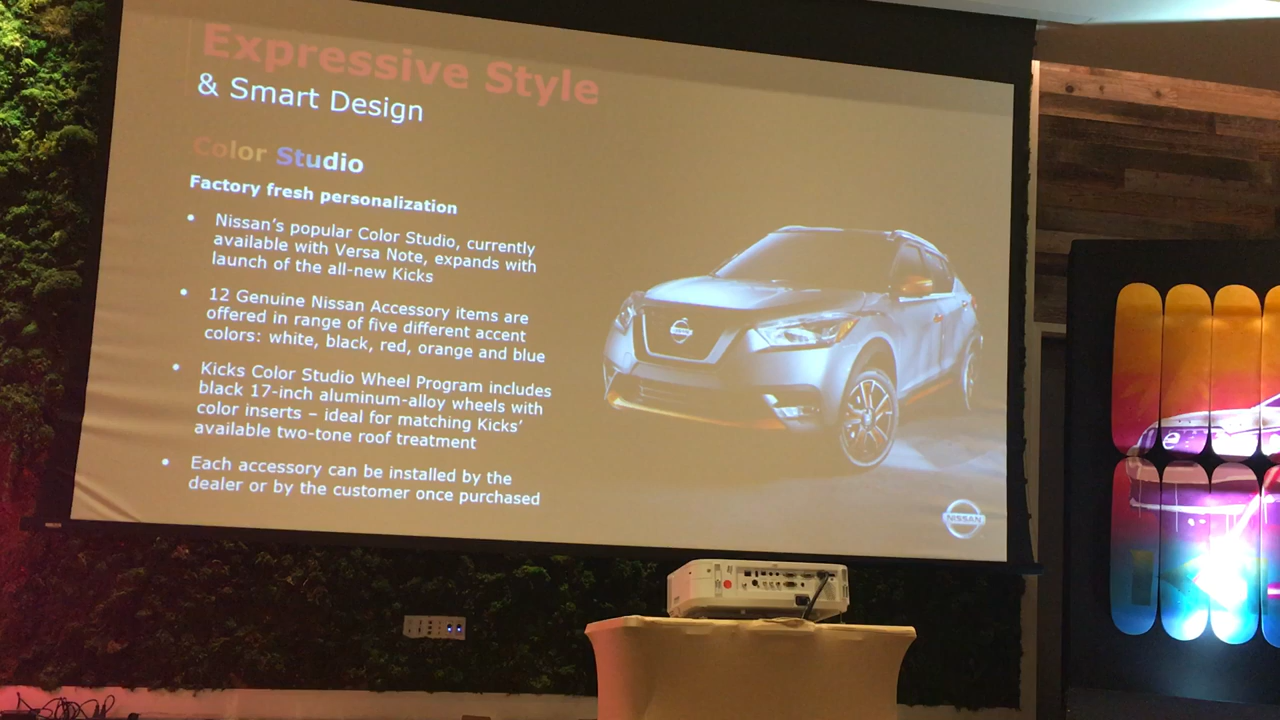 Expressive Style
& Smart Design
Color Studio
Factory fresh personalization
• Nissan's popular Color Studio, currently
available with Versa Note, expands with
launch of the all-new Kicks
• 12 Genuine Nissan Accessory items are
offered in range of five different accent
colors: white, black, red, orange and blue
• Kicks Color Studio Wheel Program includes
black 17-inch aluminum-alloy wheels with
color inserts – ideal for matching Kicks'
available two-tone roof treatment
• Each accessory can be installed by the
dealer or by the customer once purchased
NISSAN